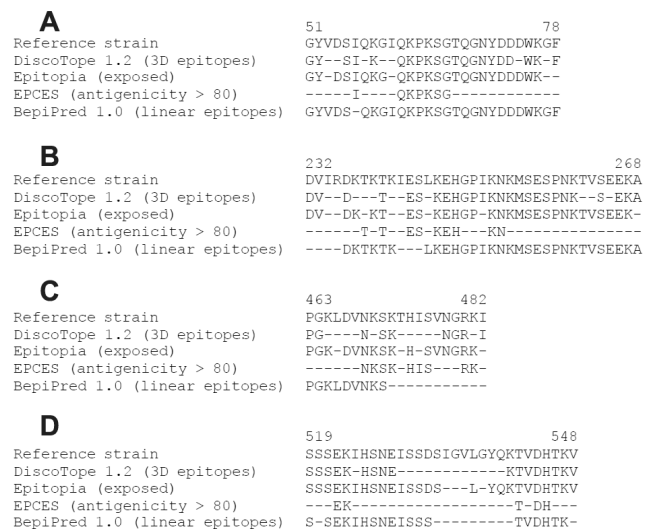 A
51 78
Reference strain GYVDSIQKGIQKPKSGTQGNYDDDWKGF
DiscoTope 1.2 (3D epitopes) GY--SI-K--QKPKSGTQGNYDD-WK-F
Epitopia (exposed) GY-DSIQKG-QKPKSGTQGNYDDDWK--
EPCES (antigenicity > 80) -----I----QKPKSG------------
BepiPred 1.0 (linear epitopes) GYVDS-QKGIQKPKSGTQGNYDDDWKGF
B
232 268
Reference strain DVIRDKTKTKIESLKEHGPIKNKMSESPNKTVSEEKA
DiscoTope 1.2 (3D epitopes) DV--D---T--ES-KEHGPIKNKMSESPNK--S-EKA
Epitopia (exposed) DV--DK-KT--ES-KEHGP-KNKMSESPNKTVSEEK-
EPCES (antigenicity > 80) ------T-T--ES-KEH---KN---------------
BepiPred 1.0 (linear epitopes) ----DKTKTK---LKEHGPIKNKMSESPNKTVSEEKA
C
463 482
Reference strain PGKLDVNKSKTHISVNGRKI
DiscoTope 1.2 (3D epitopes) PG----N-SK-----NGR-I
Epitopia (exposed) PGK-DVNKSK-H-SVNGRK-
EPCES (antigenicity > 80) ------NKSK-HIS---RK-
BepiPred 1.0 (linear epitopes) PGKLDVNKS-----------
D
519 548
Reference strain SSSEKIHSNEISSDSIGVLGYQKTVDHTKV
DiscoTope 1.2 (3D epitopes) SSSEK-HSNE------------KTVDHTKV
Epitopia (exposed) SSSEKIHSNEISSDS---L-YQKTVDHTKV
EPCES (antigenicity > 80) ---EK------------------T-DH---
BepiPred 1.0 (linear epitopes) S-SEKIHSNEISSS---------TVDHTK-